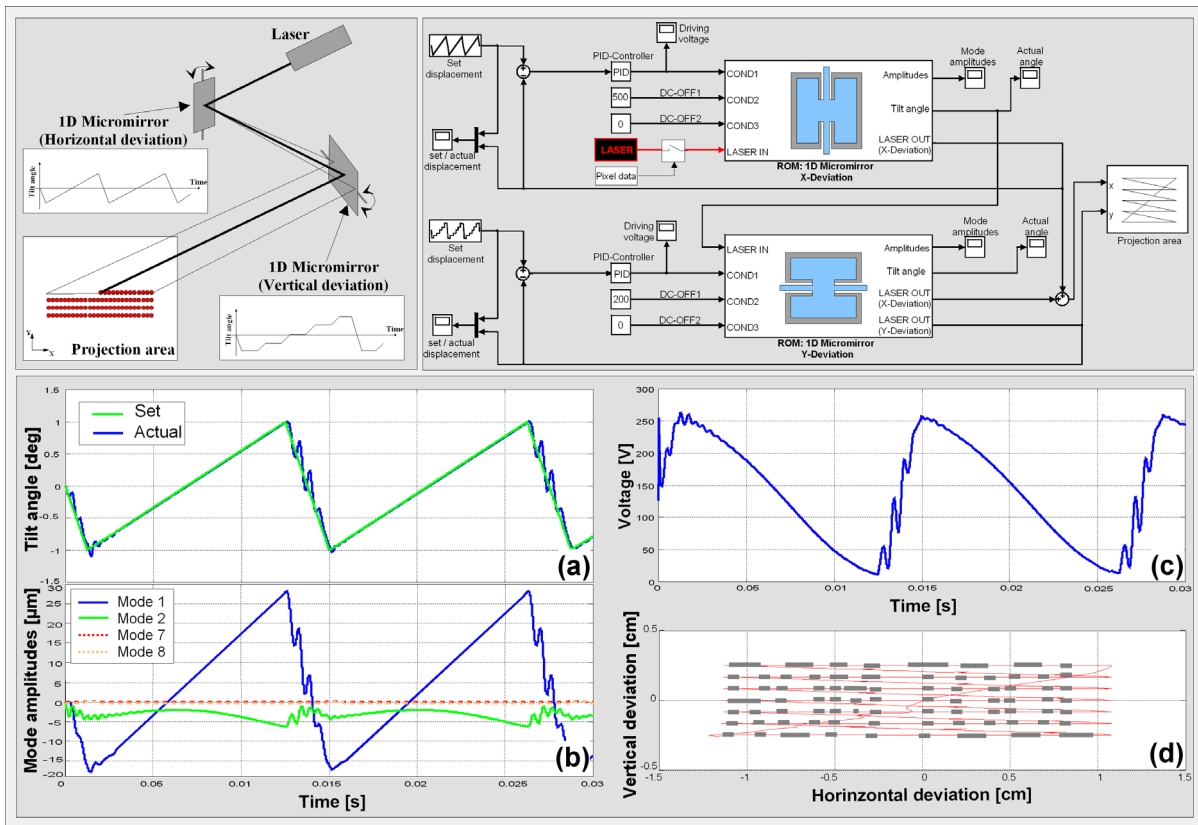 Laser
1D Micromirror
(Horizontal deviation)
Tilt angle
Time
1D Micromirror
(Vertical deviation)
Tilt angle
Time
Y
X
Projection area
Set
displacement
PID-Controller
PID
Driving
voltage
500
DC-OFF1
0
DC-OFF2
LASER
Pixel data
set / actual
displacement
COND1
COND2
COND3
LASER IN
Amplitudes
Tilt angle
LASER OUT
(X-Deviation)
ROM: 1D Micromirror
X-Deviation
Mode
amplitudes
Actual
angle
x
y
Projection area
Set
displacement
PID-Controller
PID
Driving
voltage
200
DC-OFF1
0
DC-OFF2
set / actual
displacement
LASER IN
COND1
COND2
COND3
Amplitudes
Tilt angle
LASER OUT
(X-Deviation)
LASER OUT
(Y-Deviation)
ROM: 1D Micromirror
Y-Deviation
Mode
amplitudes
Actual
angle
Tilt angle [deg]
1.5
1
0.5
0
-0.5
-1
-1.5
Set
Actual
(a)
Mode amplitudes [µm]
30
25
20
15
10
5
0
-5
-10
-15
-20
Mode 1
Mode 2
Mode 7
Mode 8
(b)
0
0.006
0.01
0.016
0.02
0.026
0.03
Time [s]
Voltage [V]
300
250
200
150
100
50
0
(c)
0
0.006
0.01
0.015
0.02
0.026
0.03
Time [s]
Vertical deviation [cm]
0.5
0
-0.5
(d)
-1.5
-1
-0.5
0
0.5
1
1.5
Horinzontal deviation [cm]